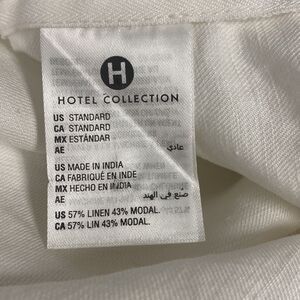 H
HOTEL COLLECTION
US STANDARD
CA STANDARD
MX ESTÁNDAR
AE عادي
US MADE IN INDIA
CA FABRIQUÉ EN INDE
MX HECHO EN INDIA
AE صنع في الهند
US 57% LINEN 43% MODAL.
CA 57% LIN 43% MODAL.